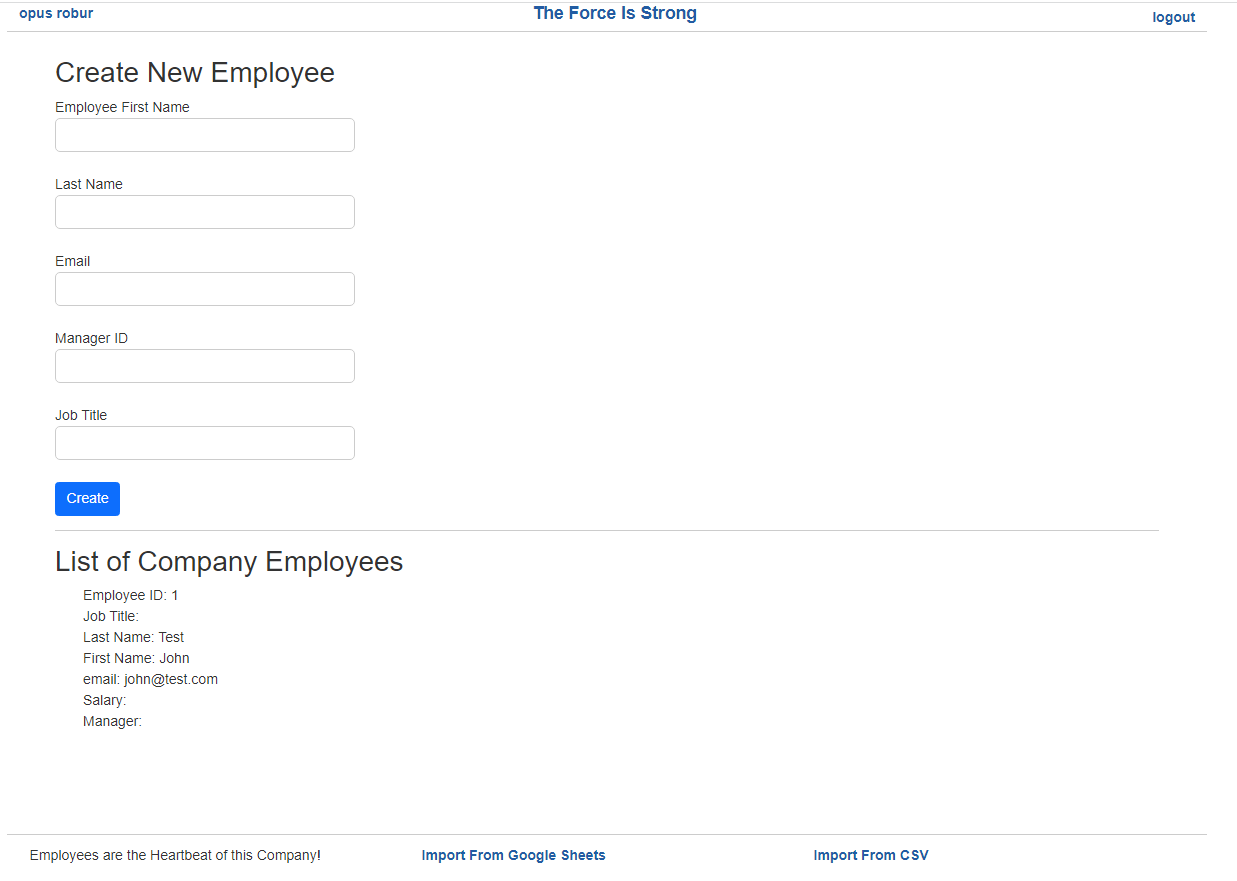 opus robur
The Force Is Strong
logout
Create New Employee
Employee First Name
Last Name
Email
Manager ID
Job Title
Create
List of Company Employees
Employee ID: 1
Job Title:
Last Name: Test
First Name: John
email: john@test.com
Salary:
Manager:
Employees are the Heartbeat of this Company!
Import From Google Sheets
Import From CSV